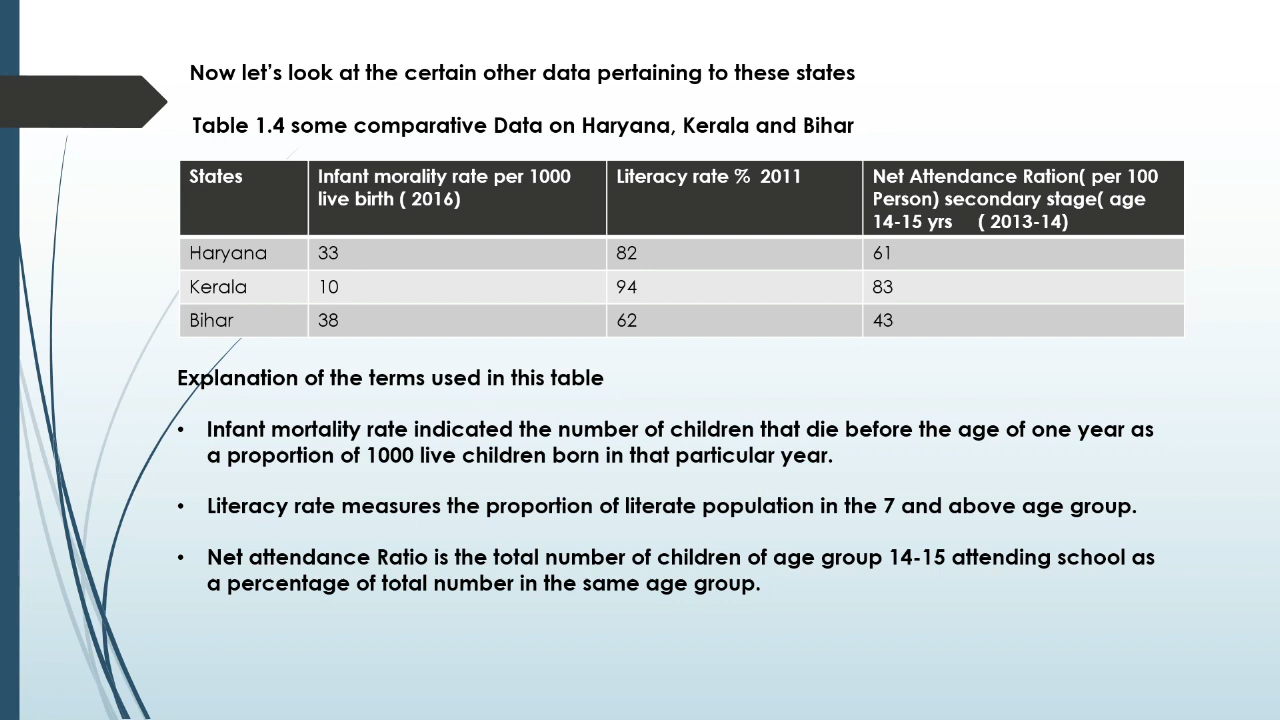 Now let's look at the certain other data pertaining to these states
Table 1.4 some comparative Data on Haryana, Kerala and Bihar
States Infant morality rate per 1000 live birth ( 2016) Literacy rate % 2011 Net Attendance Ration( per 100 Person) secondary stage( age 14-15 yrs ( 2013-14)
Haryana 33 82 61
Kerala 10 94 83
Bihar 38 62 43
Explanation of the terms used in this table
• Infant mortality rate indicated the number of children that die before the age of one year as
a proportion of 1000 live children born in that particular year.
• Literacy rate measures the proportion of literate population in the 7 and above age group.
• Net attendance Ratio is the total number of children of age group 14-15 attending school as
a percentage of total number in the same age group.